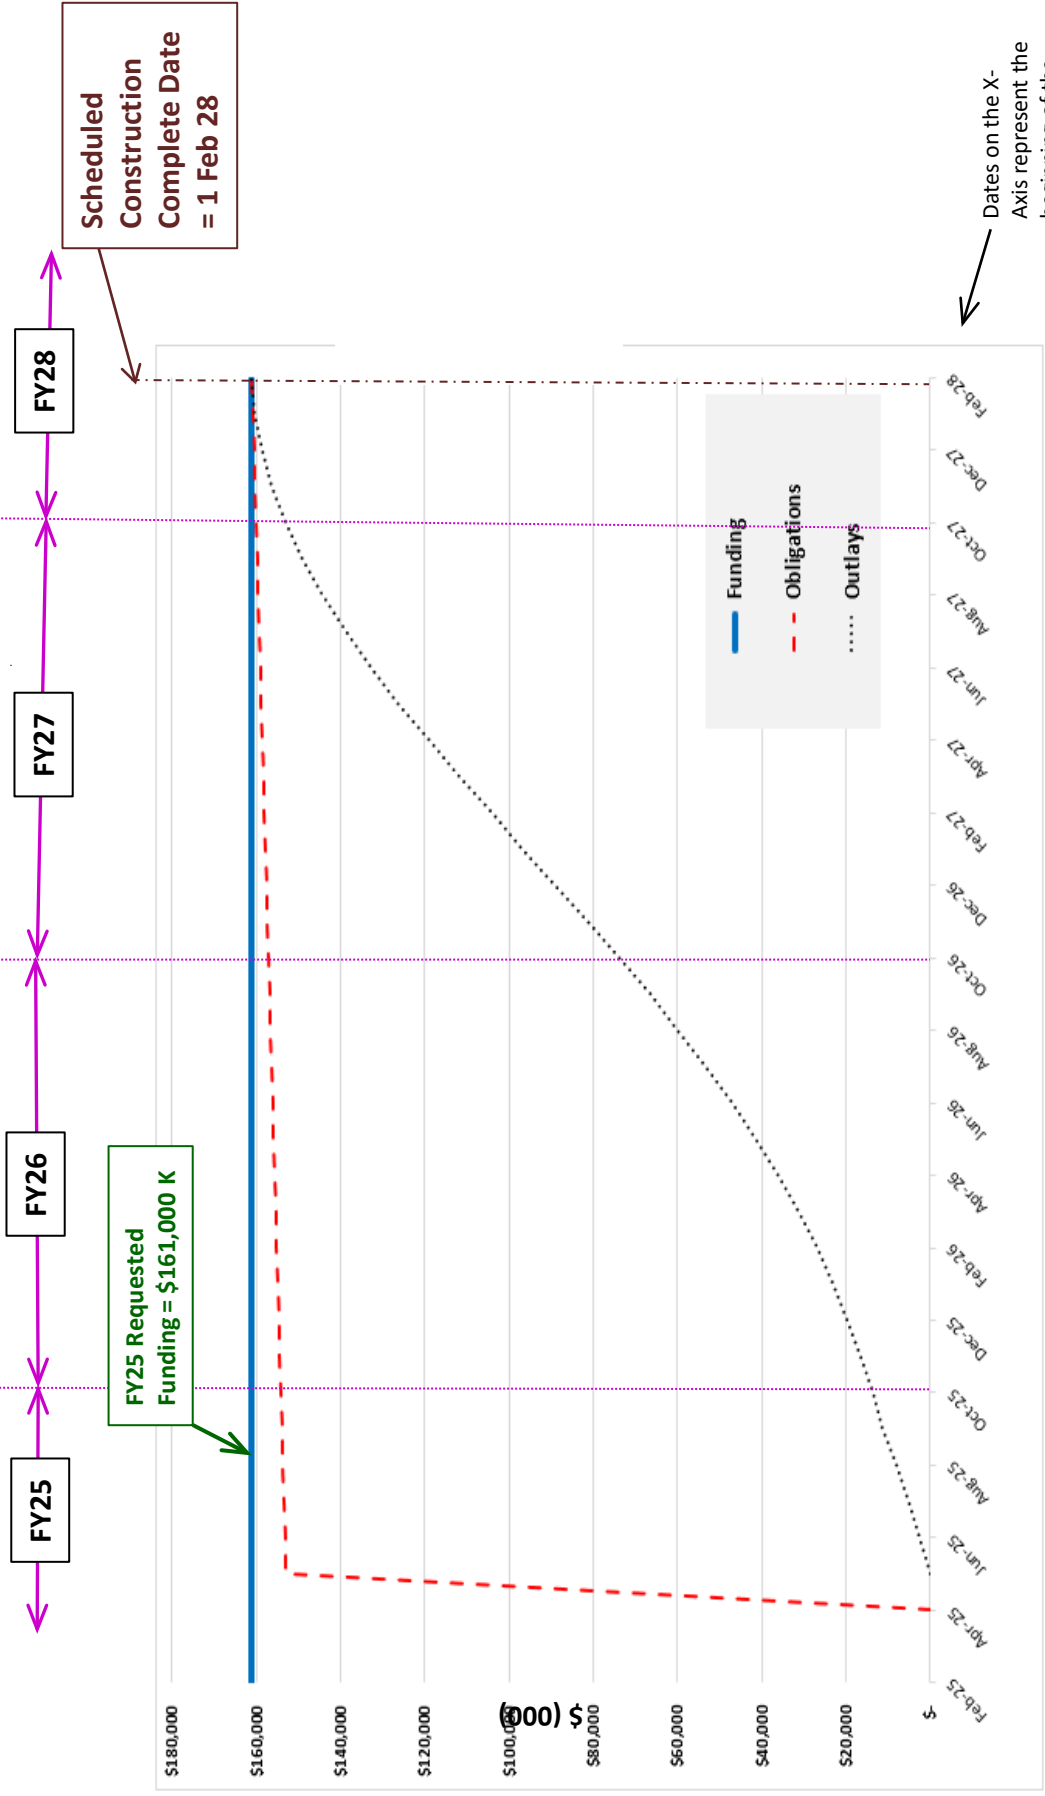 FY25
FY26
FY27
FY28
Scheduled
Construction
Complete Date
= 1 Feb 28
FY25 Requested
Funding = $161,000 K
$180,000
$160,000
$140,000
$120,000
$100,000
$80,000
$60,000
$40,000
$20,000
$-
$ (000)
Funding
Obligations
Outlays
Feb-25
Apr-25
Jun-25
Aug-25
Oct-25
Dec-25
Feb-26
Apr-26
Jun-26
Aug-26
Oct-26
Dec-26
Feb-27
Apr-27
Jun-27
Aug-27
Oct-27
Dec-27
Feb-28
Dates on the X-
Axis represent the
beginning of the